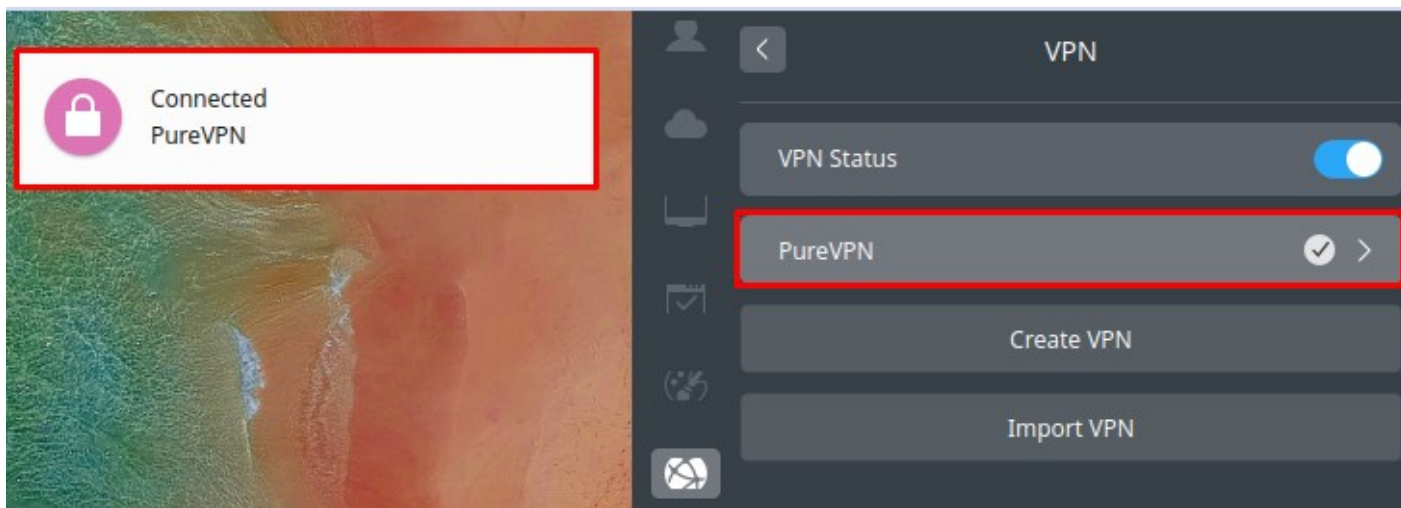 Connected
PureVPN
VPN
VPN Status
PureVPN
Create VPN
Import VPN